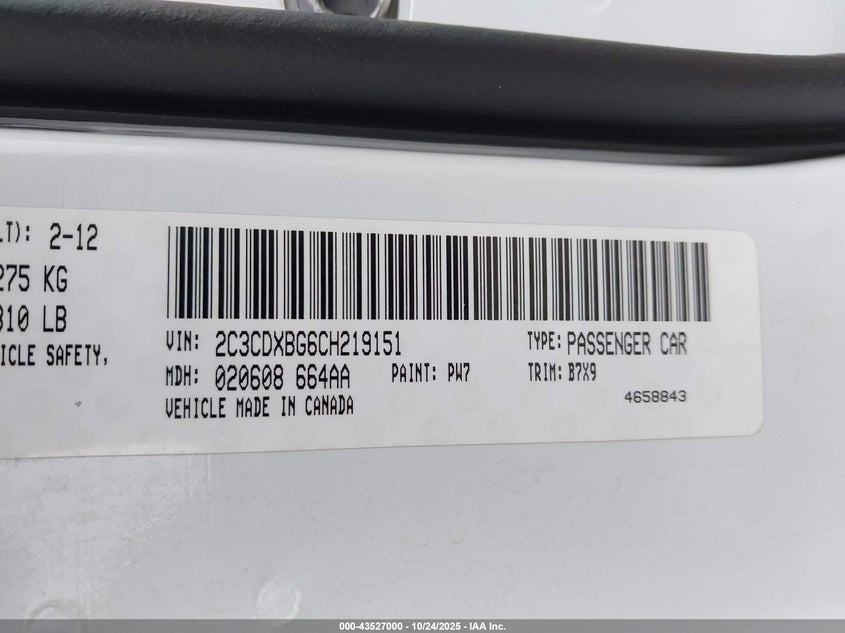 LT): 2-12
275 KG
310 LB
ICLE SAFETY,
VIN: 2C3CDXBG6CH219151 TYPE: PASSENGER CAR
MDH: 020608 664AA PAINT: PW7 TRIM: B7X9
VEHICLE MADE IN CANADA 4658843
000-43527000 - 10/24/2025 - IAA Inc.